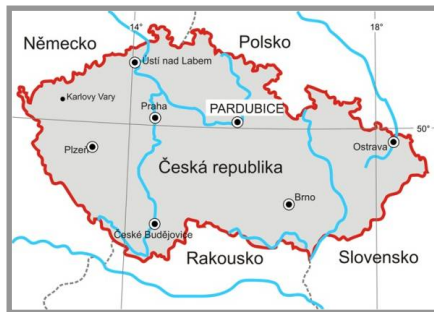 14°
18°
Německo
Polsko
Ústí nad Labem
Karlovy Vary
Praha
PARDUBICE
50°
Ostrava
Plzeň
Česká republika
Brno
České Budějovice
Rakousko
Slovensko